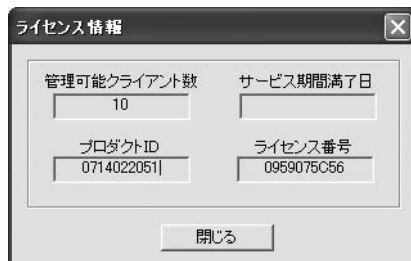 ライセンス情報
管理可能クライアント数 サービス期間満了日
10
プロダクトID ライセンス番号
0714022051 0959075C56
閉じる